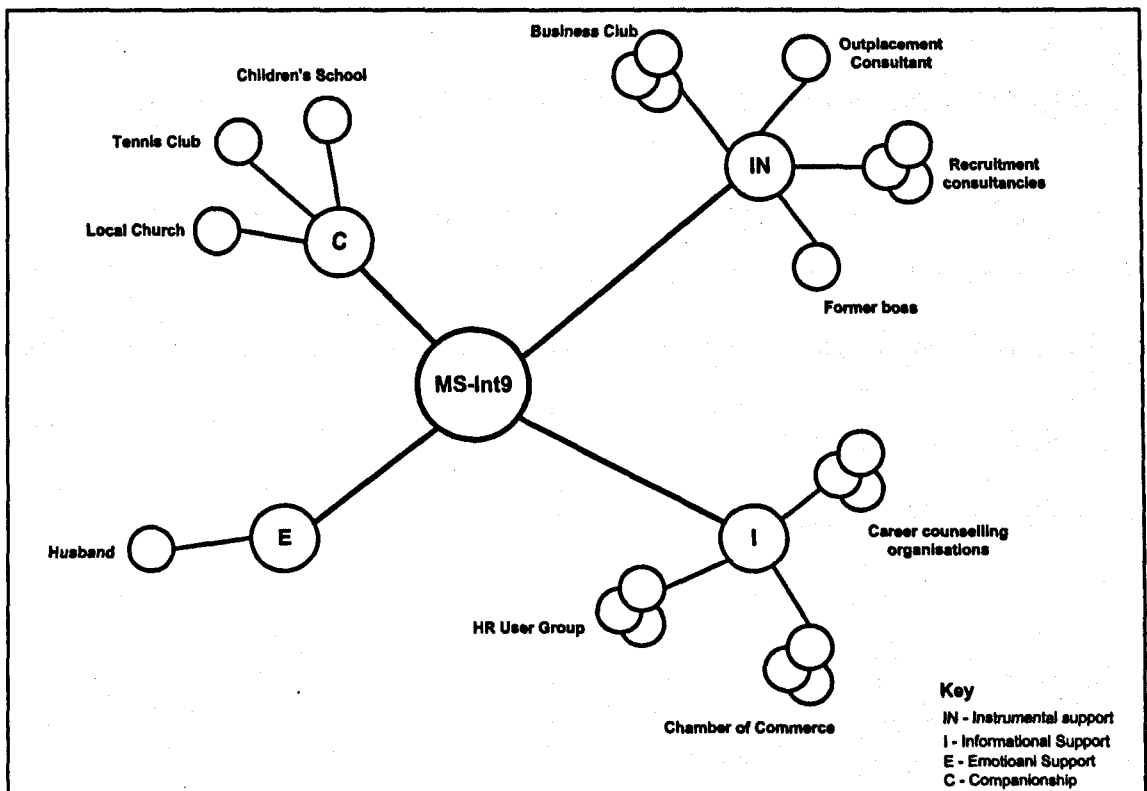 Business Club
Outplacement
Consultant
Children's School
Tennis Club
IN
Recruitment
consultancies
Local Church
C
Former boss
MS-Int9
Career counselling
organisations
E
I
Husband
HR User Group
Chamber of Commerce
Key
IN - Instrumental support
I - Informational Support
E - Emotioanl Support
C - Companionship